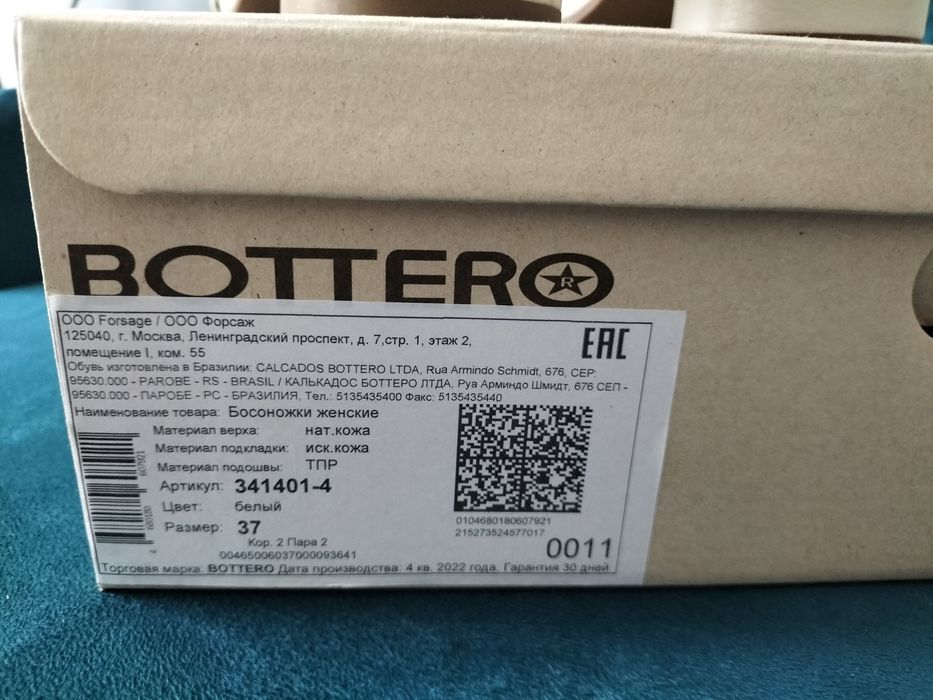 BOTTERO
R
ООО Forsage / ООО Форсаж
125040, г. Москва, Ленинградский проспект, д. 7,стр. 1, этаж 2,
помещение I, ком. 55
EAC
Обувь изготовлена в Бразилии: CALCADOS BOTTERO LTDA, Rua Armindo Schmidt, 676, CEP:
95630.000 - PAROBE - RS - BRASIL / КАЛЬКАДОС БОТТЕРО ЛТДА, Руа Арминдо Шмидт, 676 СЕП -
95630.000 - ПАРОБЕ - РС - БРАЗИЛИЯ, Тел.: 5135435400 Факс: 5135435440
Наименование товара: Босоножки женские
Материал верха: нат.кожа
Материал подкладки: иск.кожа
Материал подошвы: ТПР
Артикул: 341401-4
Цвет: белый
Размер: 37
Кор. 2 Пара 2
00465006037000093641
4 680180 607921
0104680180607921
215273524577017
0011
Торговая марка: BOTTERO Дата производства: 4 кв. 2022 года. Гарантия 30 дней